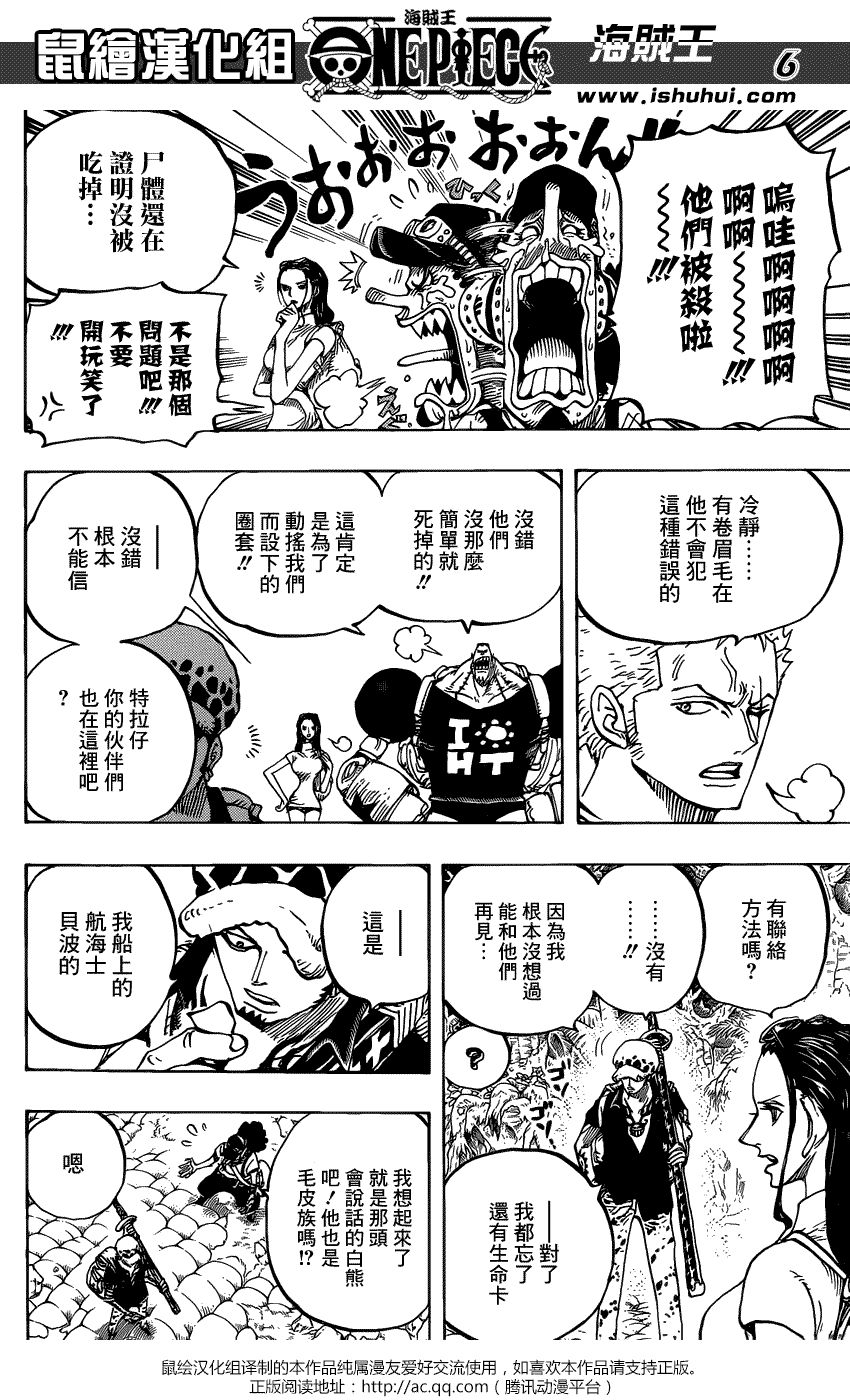 鼠繪漢化組
海賊王
ONE PIECE
海賊王
6
www.ishuhui.com
嗚哇啊啊啊啊
啊啊~~~!!!
他們被殺啦
~~!!!
うおおおおおん!!
尸體還在
證明沒被
吃掉…
不是那個
問題吧!!!
不要
開玩笑了
!!!
冷靜……
有卷眉毛在
他不會犯
這種錯誤的
沒錯
他們
沒那麼
簡單就
死掉的!!
這肯定
是為了
動搖我們
而設下的
圈套!!
I
HT
——
沒錯
根本
不能信
特拉仔
你的伙伴們
也在這裡吧
?
有聯絡
方法嗎?
……沒有
……!!
因為我
根本沒想過
能和他們
再見…
?
ゴソ
ゴソ
——對了
我都忘了
還有生命卡
——
這是
我船上的
航海士
貝波的
我想起來了
就是那頭
會說話的白熊
吧!他也是
毛皮族嗎!?
嗯
鼠绘汉化组译制的本作品纯属漫友爱好交流使用，如喜欢本作品请支持正版。
正版阅读地址：http://ac.qq.com（腾讯动漫平台）